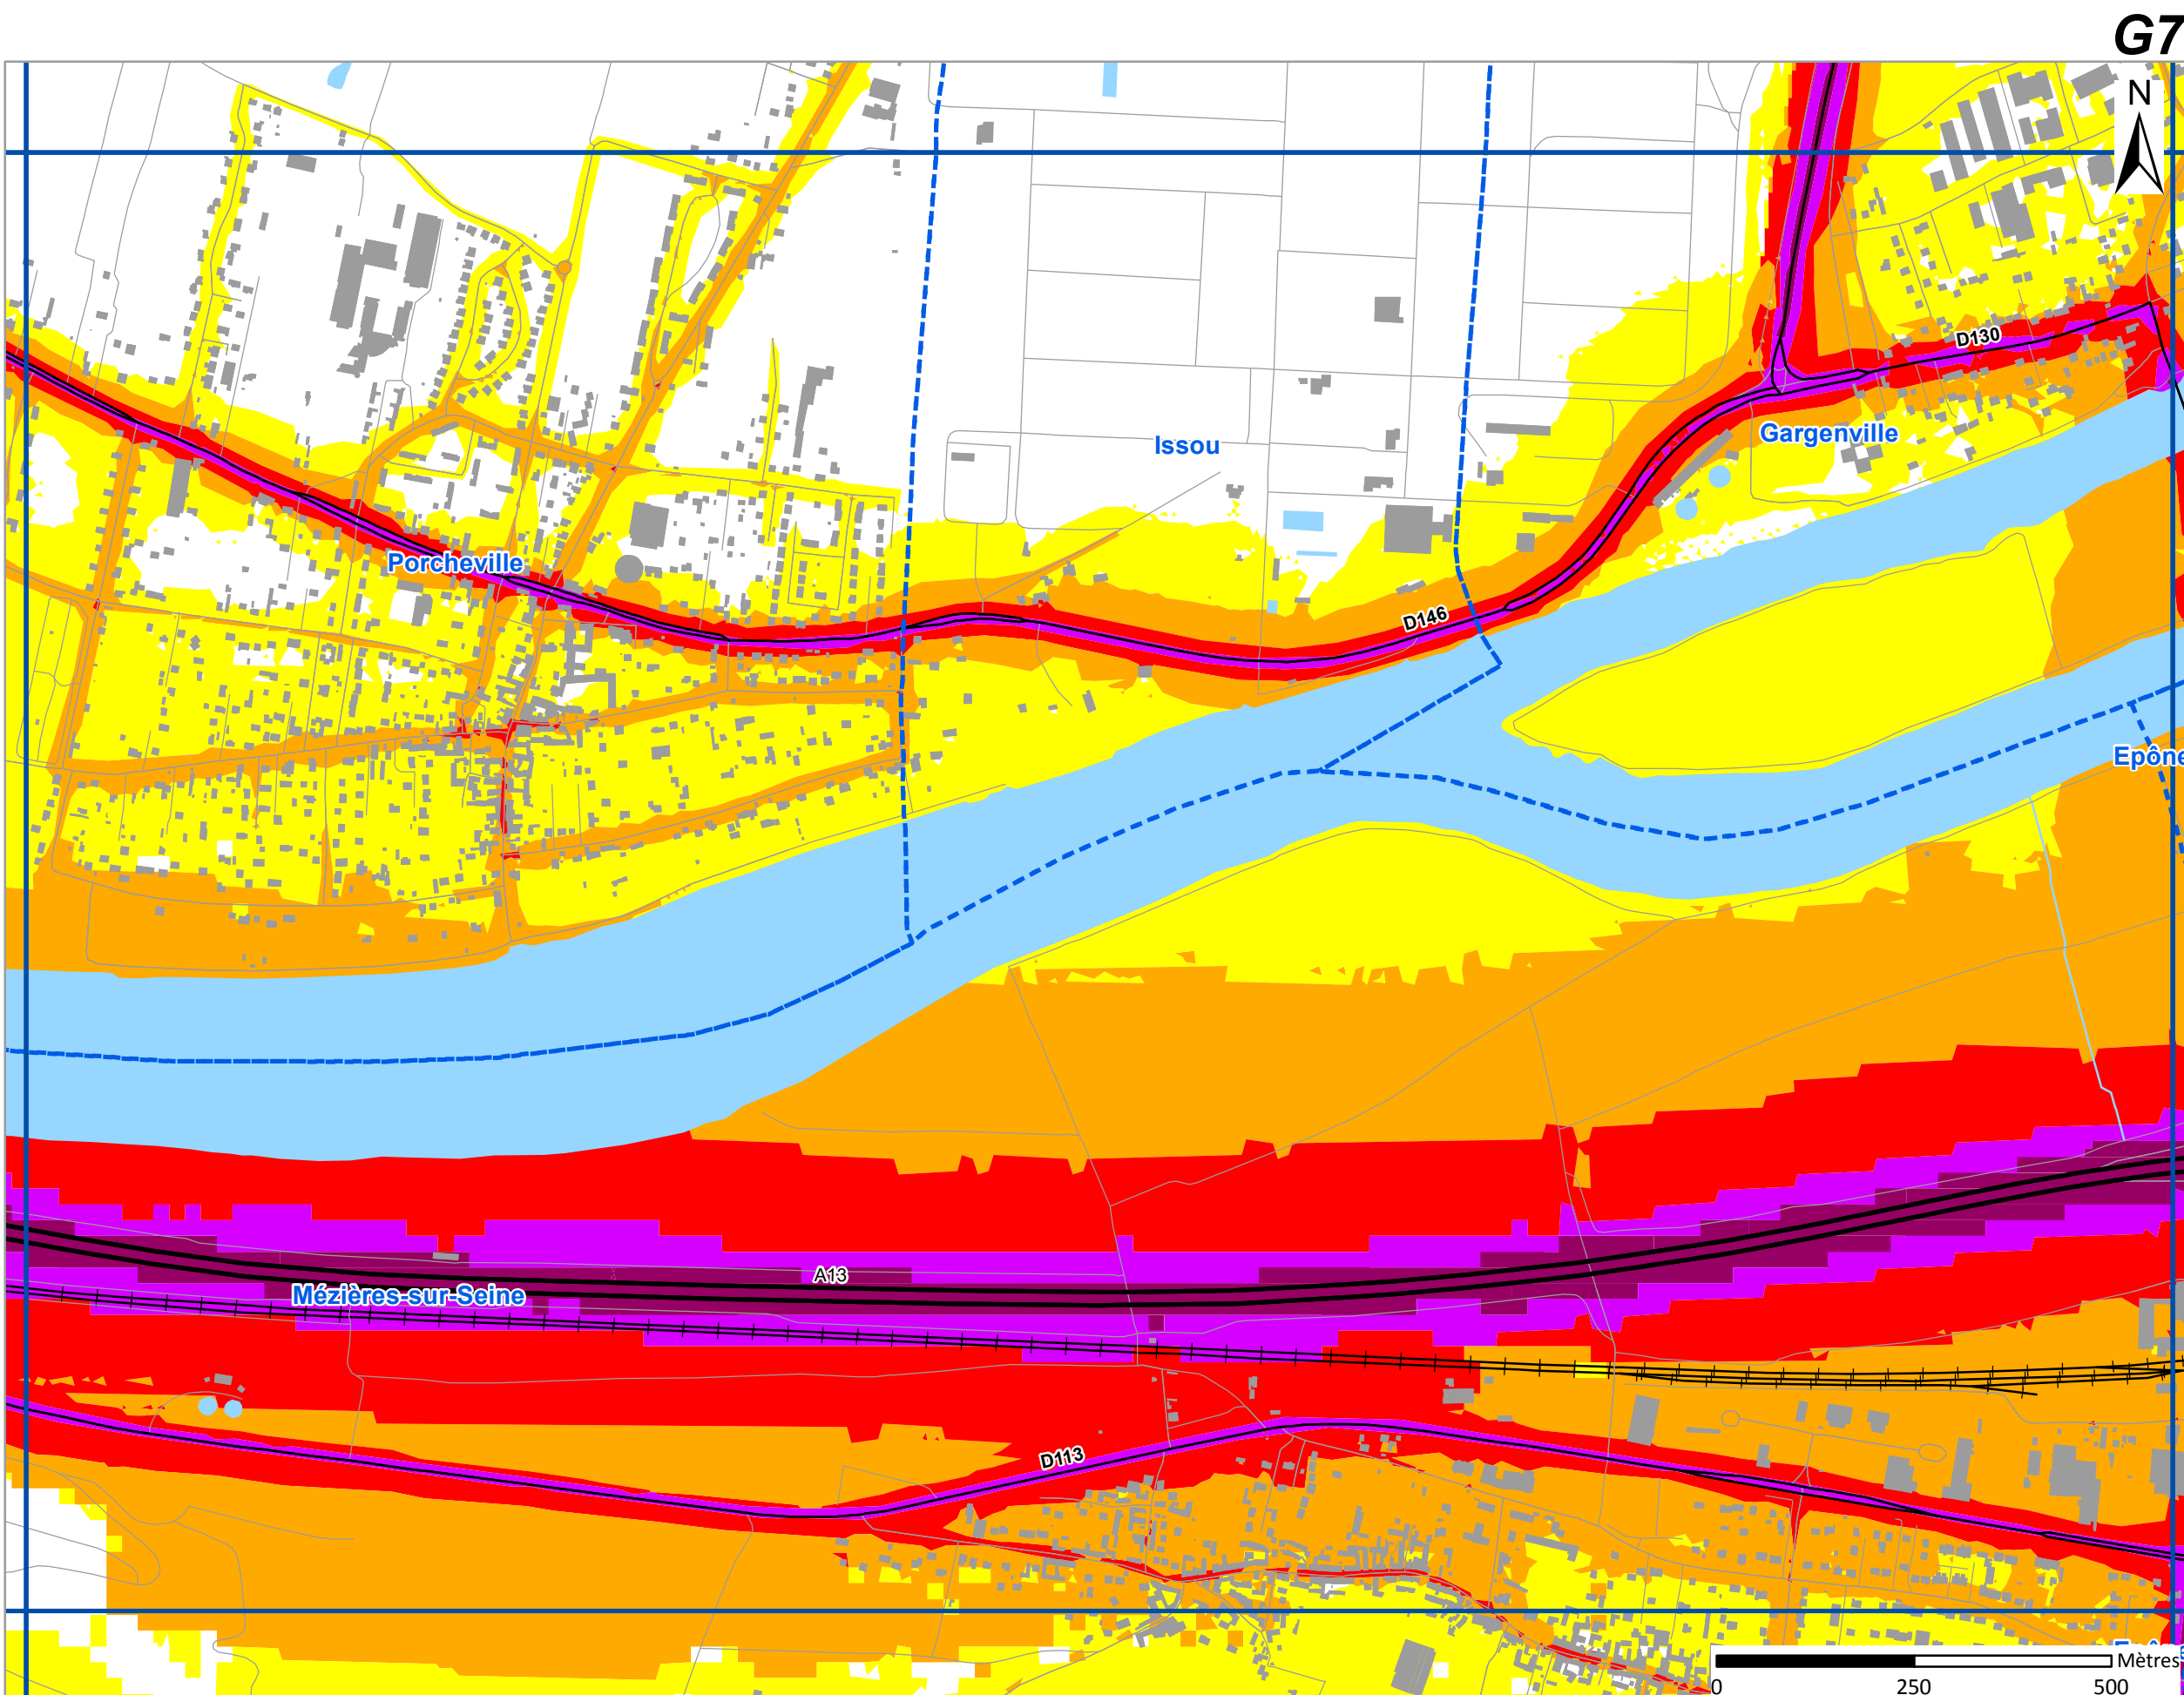 G7
N
D130
Gargenville
Issou
Porcheville
D146
Epône
A13
Mézières-sur-Seine
D113
Mètres
0 250 500